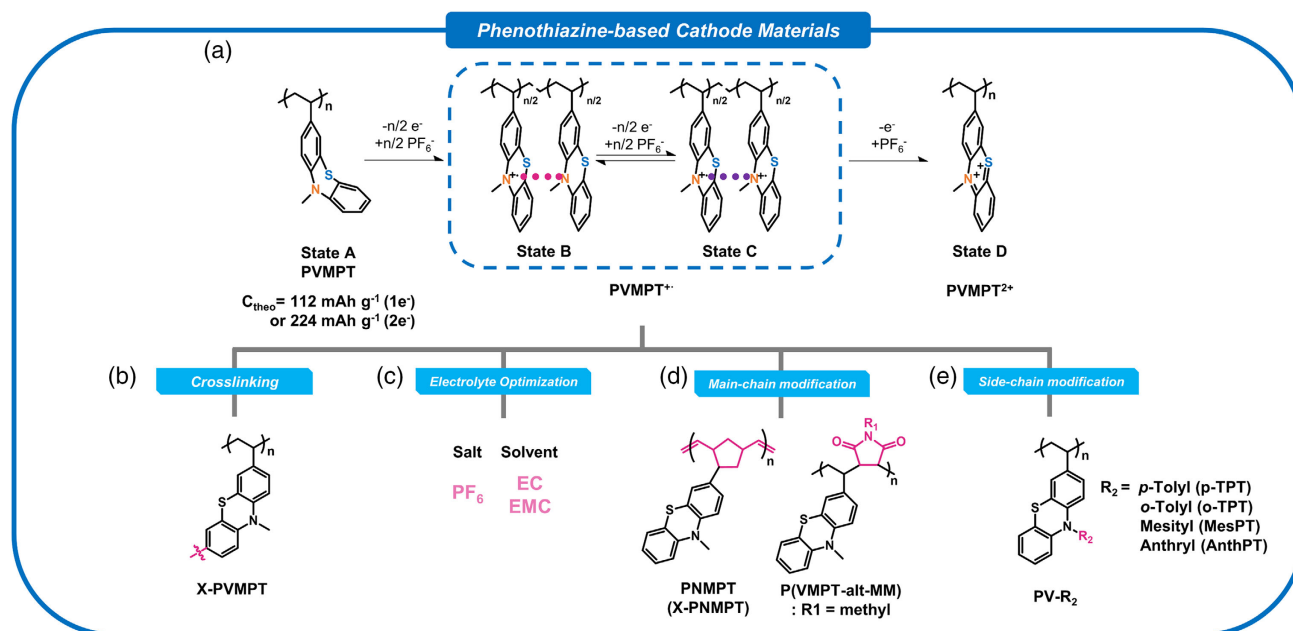 Phenothiazine-based Cathode Materials
(a)
n
-n/2 e-
+n/2 PF6-
n/2
n/2
-n/2 e-
+n/2 PF6-
n/2
n/2
-e-
+PF6-
n
S
N
S
N+·
S
N
S
N+·
S
N+·
S+
N+
State A
PVMPT
State B
State C
State D
PVMPT+·
PVMPT2+
Ctheo= 112 mAh g-1 (1e-)
or 224 mAh g-1 (2e-)
(b)
Crosslinking
n
S
N
X-PVMPT
(c)
Electrolyte Optimization
Salt Solvent
PF6
EC
EMC
(d)
Main-chain modification
n
S
N
PNMPT
(X-PNMPT)
R1
O
N
O
n
S
N
P(VMPT-alt-MM)
: R1 = methyl
(e)
Side-chain modification
n
S
N
R2
PV-R2
R2 = p-Tolyl (p-TPT)
o-Tolyl (o-TPT)
Mesityl (MesPT)
Anthryl (AnthPT)